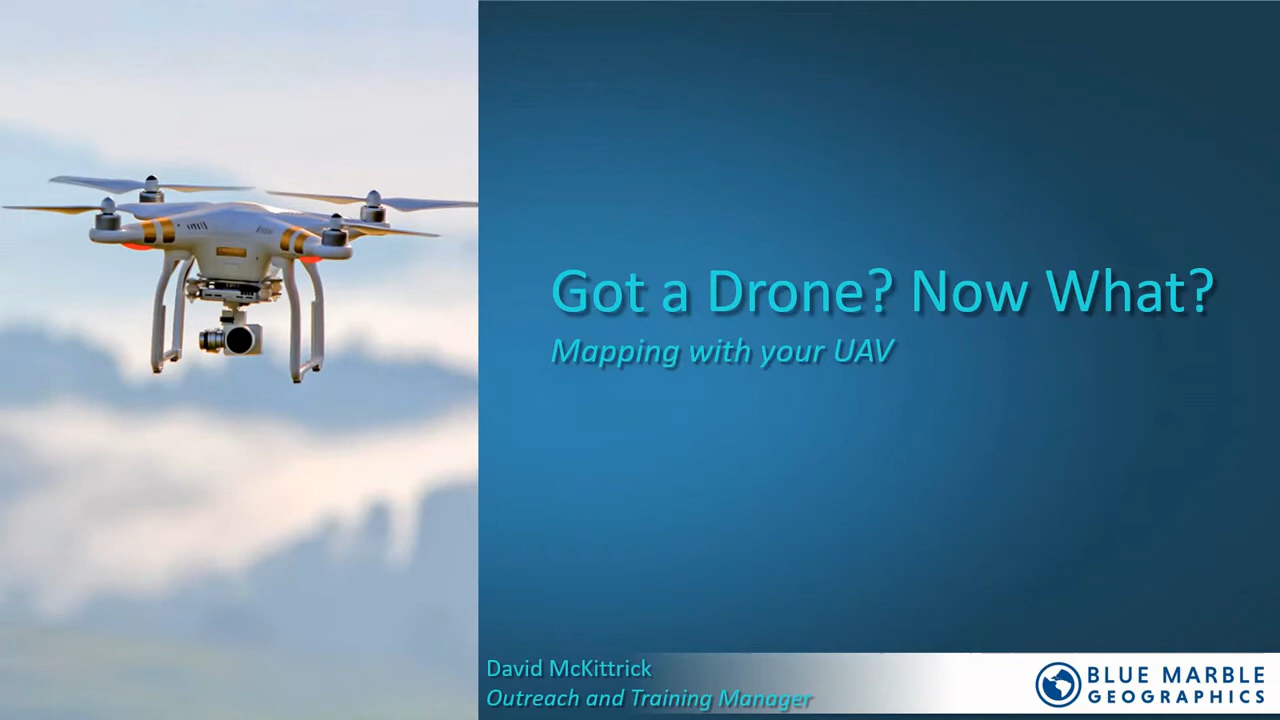 Got a Drone? Now What?
Mapping with your UAV
David McKittrick
Outreach and Training Manager
BLUE MARBLE
GEOGRAPHICS